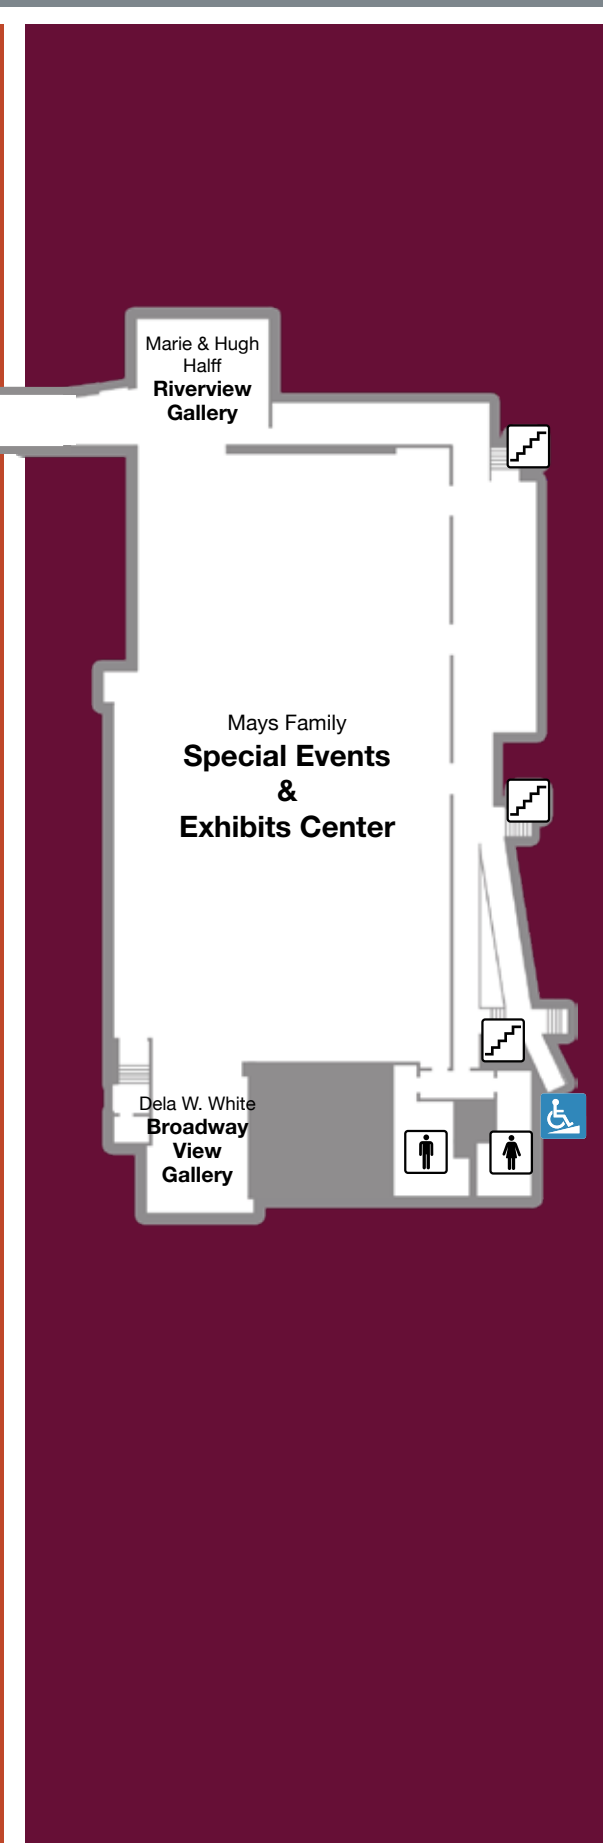 Marie & Hugh
Halff
Riverview
Gallery
Mays Family
Special Events
&
Exhibits Center
Dela W. White
Broadway
View
Gallery